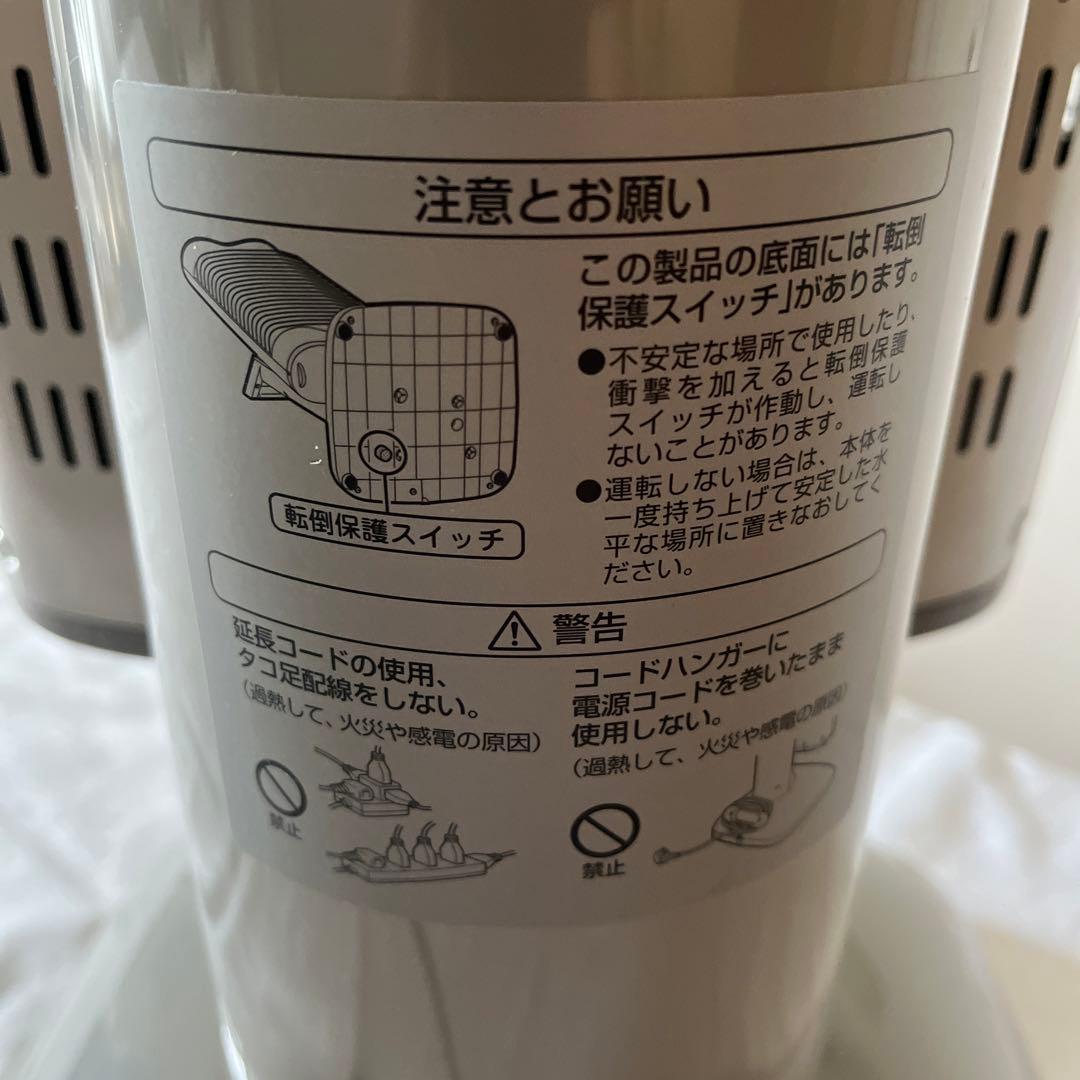 注意とお願い
この製品の底面には「転倒
保護スイッチ」があります。
●不安定な場所で使用したり、
衝撃を加えると転倒保護
スイッチが作動し、運転し
ないことがあります。
●運転しない場合は、本体を
一度持ち上げて安定した水
平な場所に置きなおしてく
ださい。
転倒保護スイッチ
警告
延長コードの使用、
タコ足配線をしない。
（過熱して、火災や感電の原因）
禁止
コードハンガーに
電源コードを巻いたまま
使用しない。
（過熱して、火災や感電の原因）
禁止